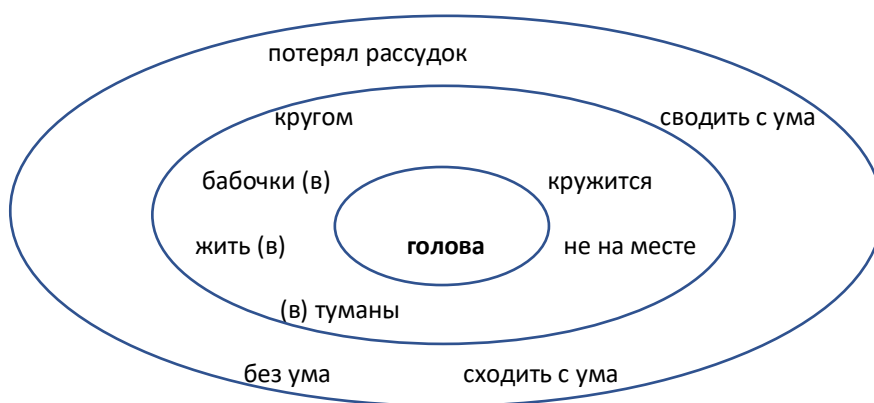 потерял рассудок
кругом сводить с ума
бабочки (в) кружится
жить (в) голова не на месте
(в) туманы
без ума сходить с ума